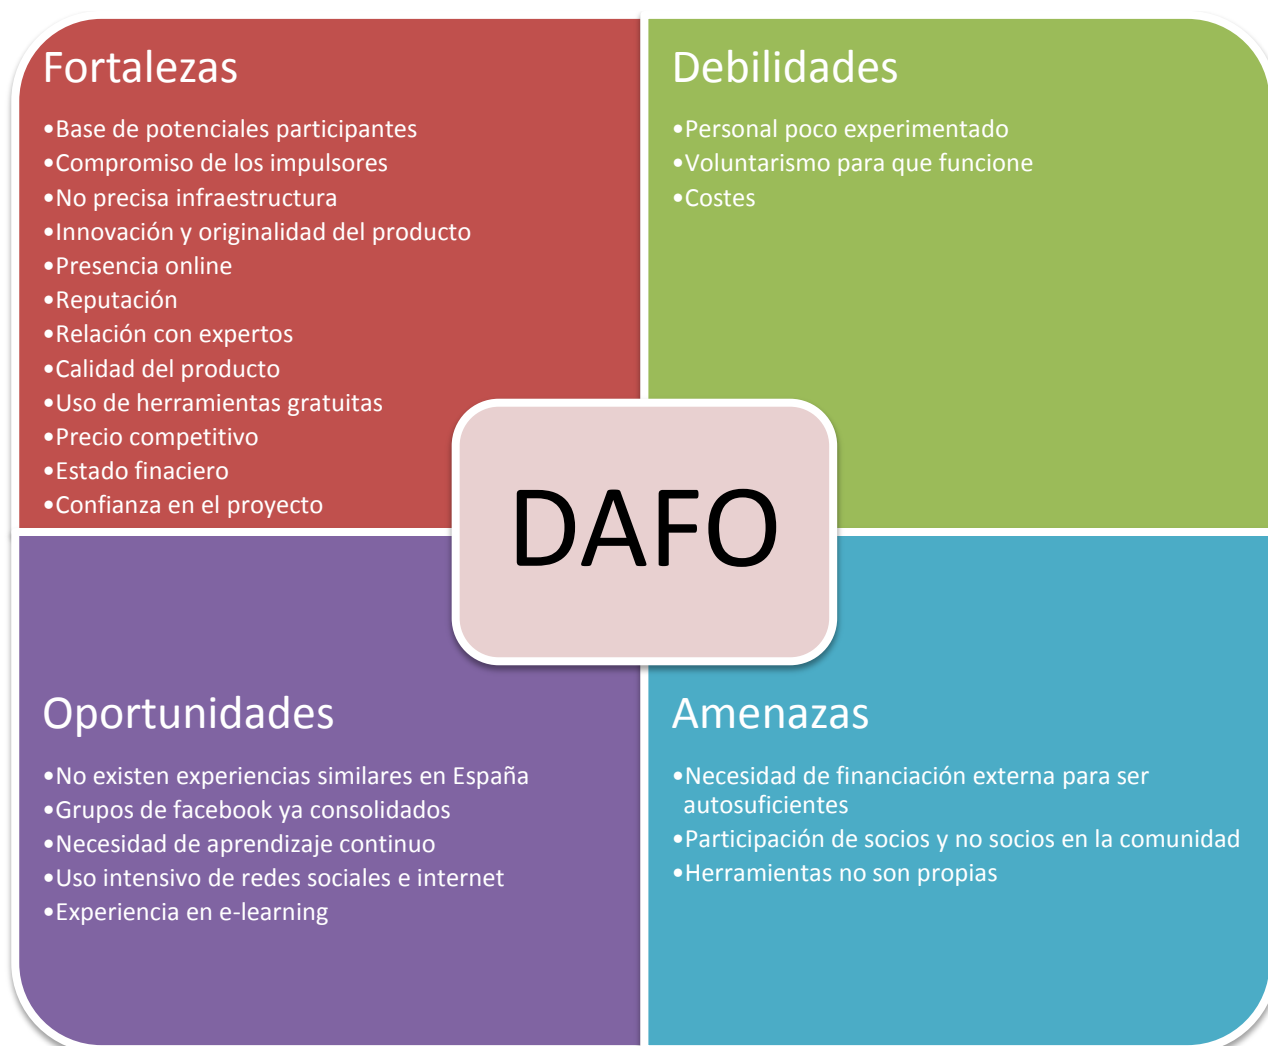 Fortalezas
•Base de potenciales participantes
•Compromiso de los impulsores
•No precisa infraestructura
•Innovación y originalidad del producto
•Presencia online
•Reputación
•Relación con expertos
•Calidad del producto
•Uso de herramientas gratuitas
•Precio competitivo
•Estado finaciero
•Confianza en el proyecto
Debilidades
•Personal poco experimentado
•Voluntarismo para que funcione
•Costes
DAFO
Oportunidades
•No existen experiencias similares en España
•Grupos de facebook ya consolidados
•Necesidad de aprendizaje continuo
•Uso intensivo de redes sociales e internet
•Experiencia en e-learning
Amenazas
•Necesidad de financiación externa para ser
autosuficientes
•Participación de socios y no socios en la comunidad
•Herramientas no son propias